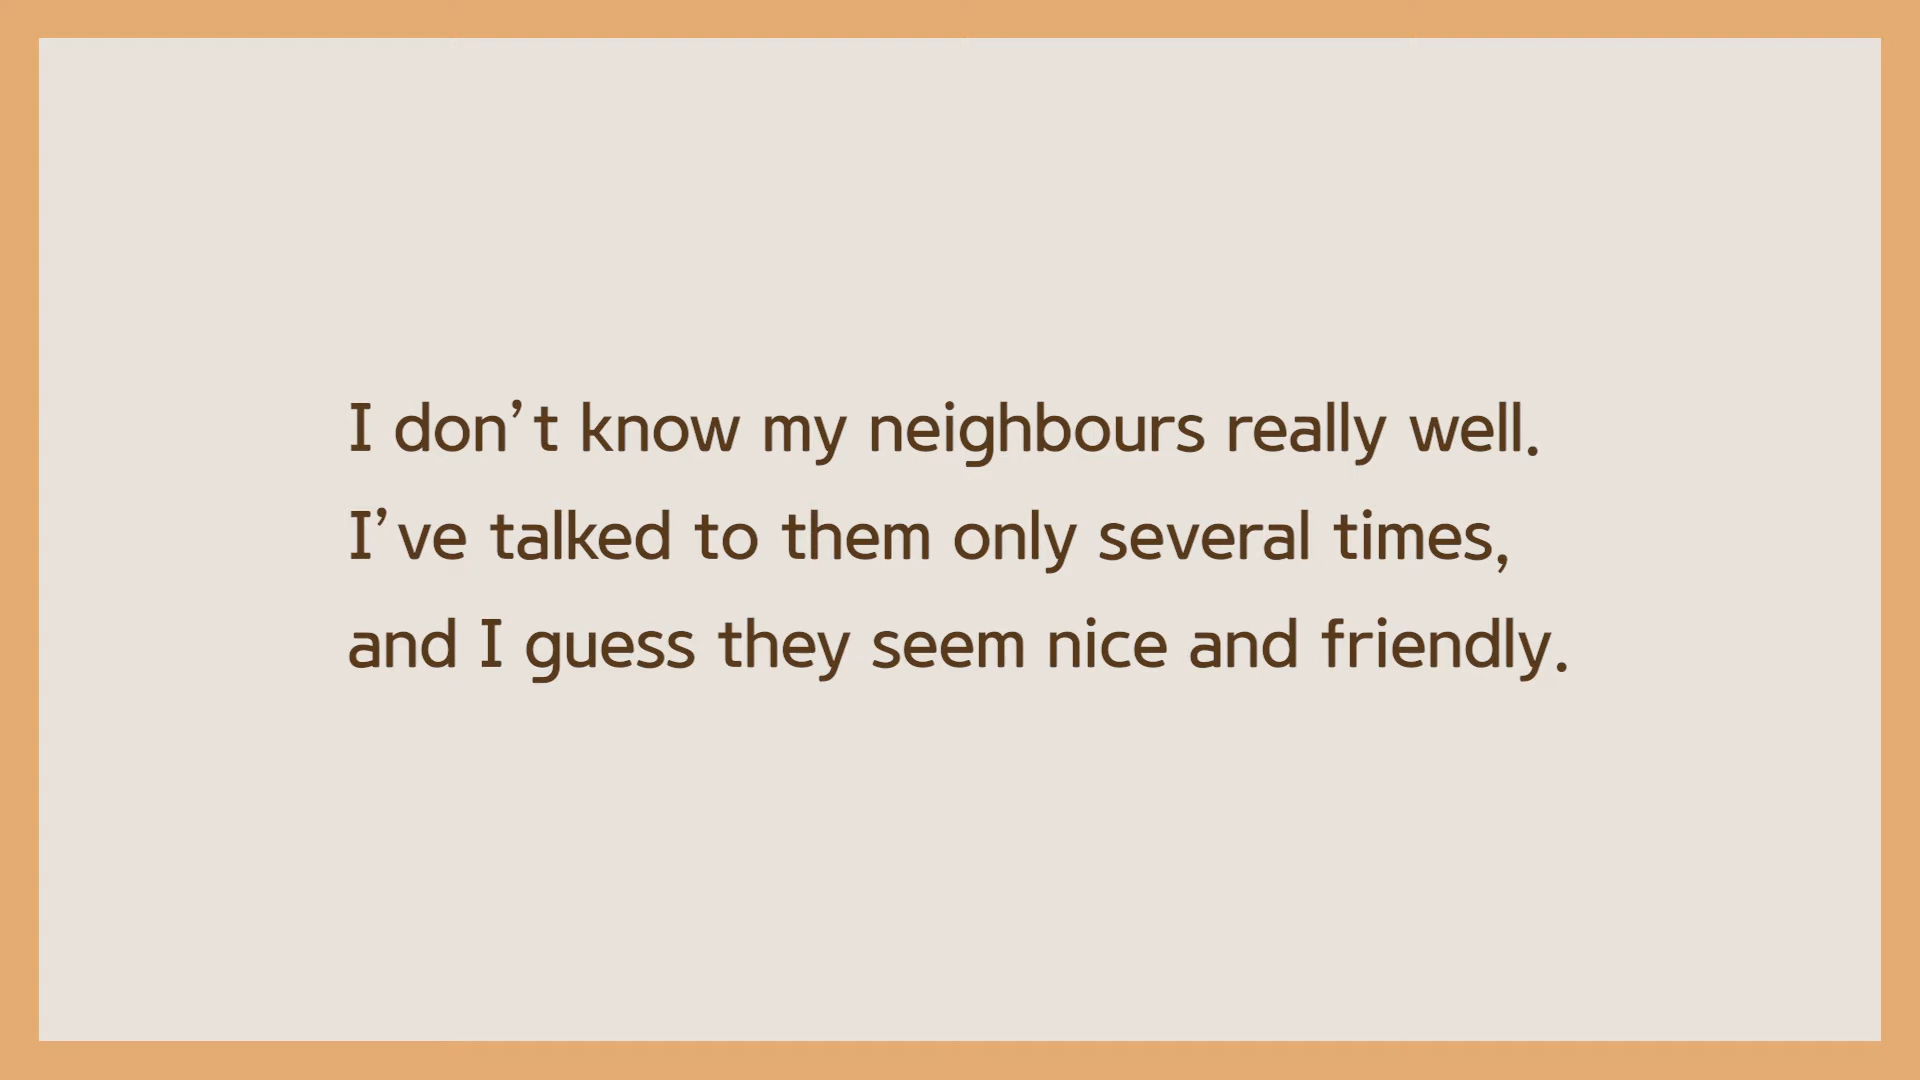 I don’t know my neighbours really well.
I’ve talked to them only several times,
and I guess they seem nice and friendly.